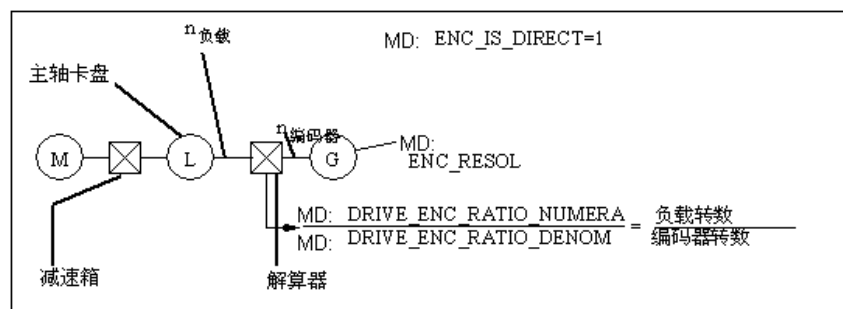 n负载
MD: ENC_IS_DIRECT=1
主轴卡盘
n编码器
M
L
G
MD:
ENC_RESOL
MD: DRIVE_ENC_RATIO_NUMERA = 负载转数
MD: DRIVE_ENC_RATIO_DENOM 编码器转数
减速箱
解算器